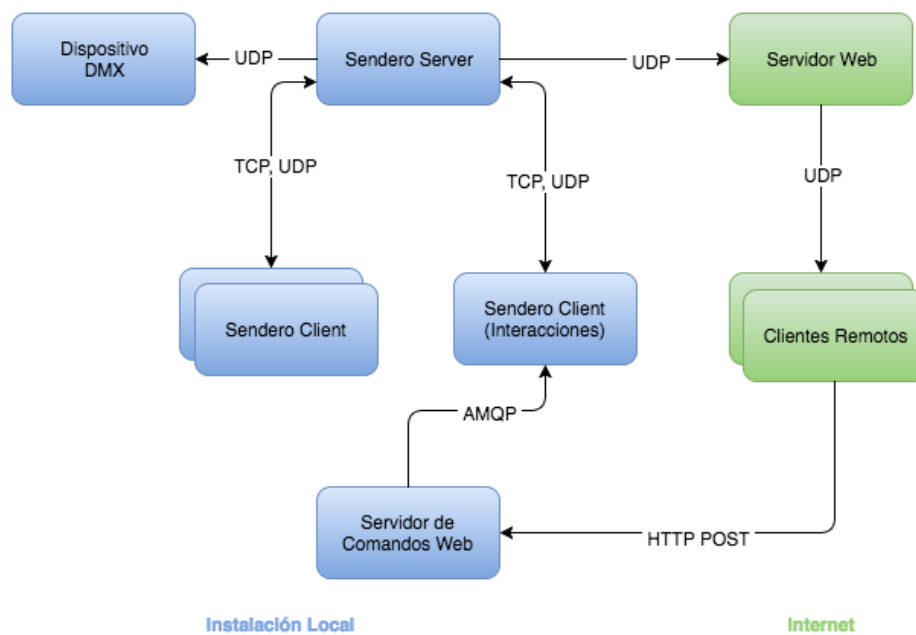 Dispositivo
DMX
UDP
Sendero Server
UDP
Servidor Web
TCP, UDP
TCP, UDP
UDP
Sendero Client
Sendero Client
(Interacciones)
Clientes Remotos
AMQP
Servidor de
Comandos Web
HTTP POST
Instalación Local
Internet